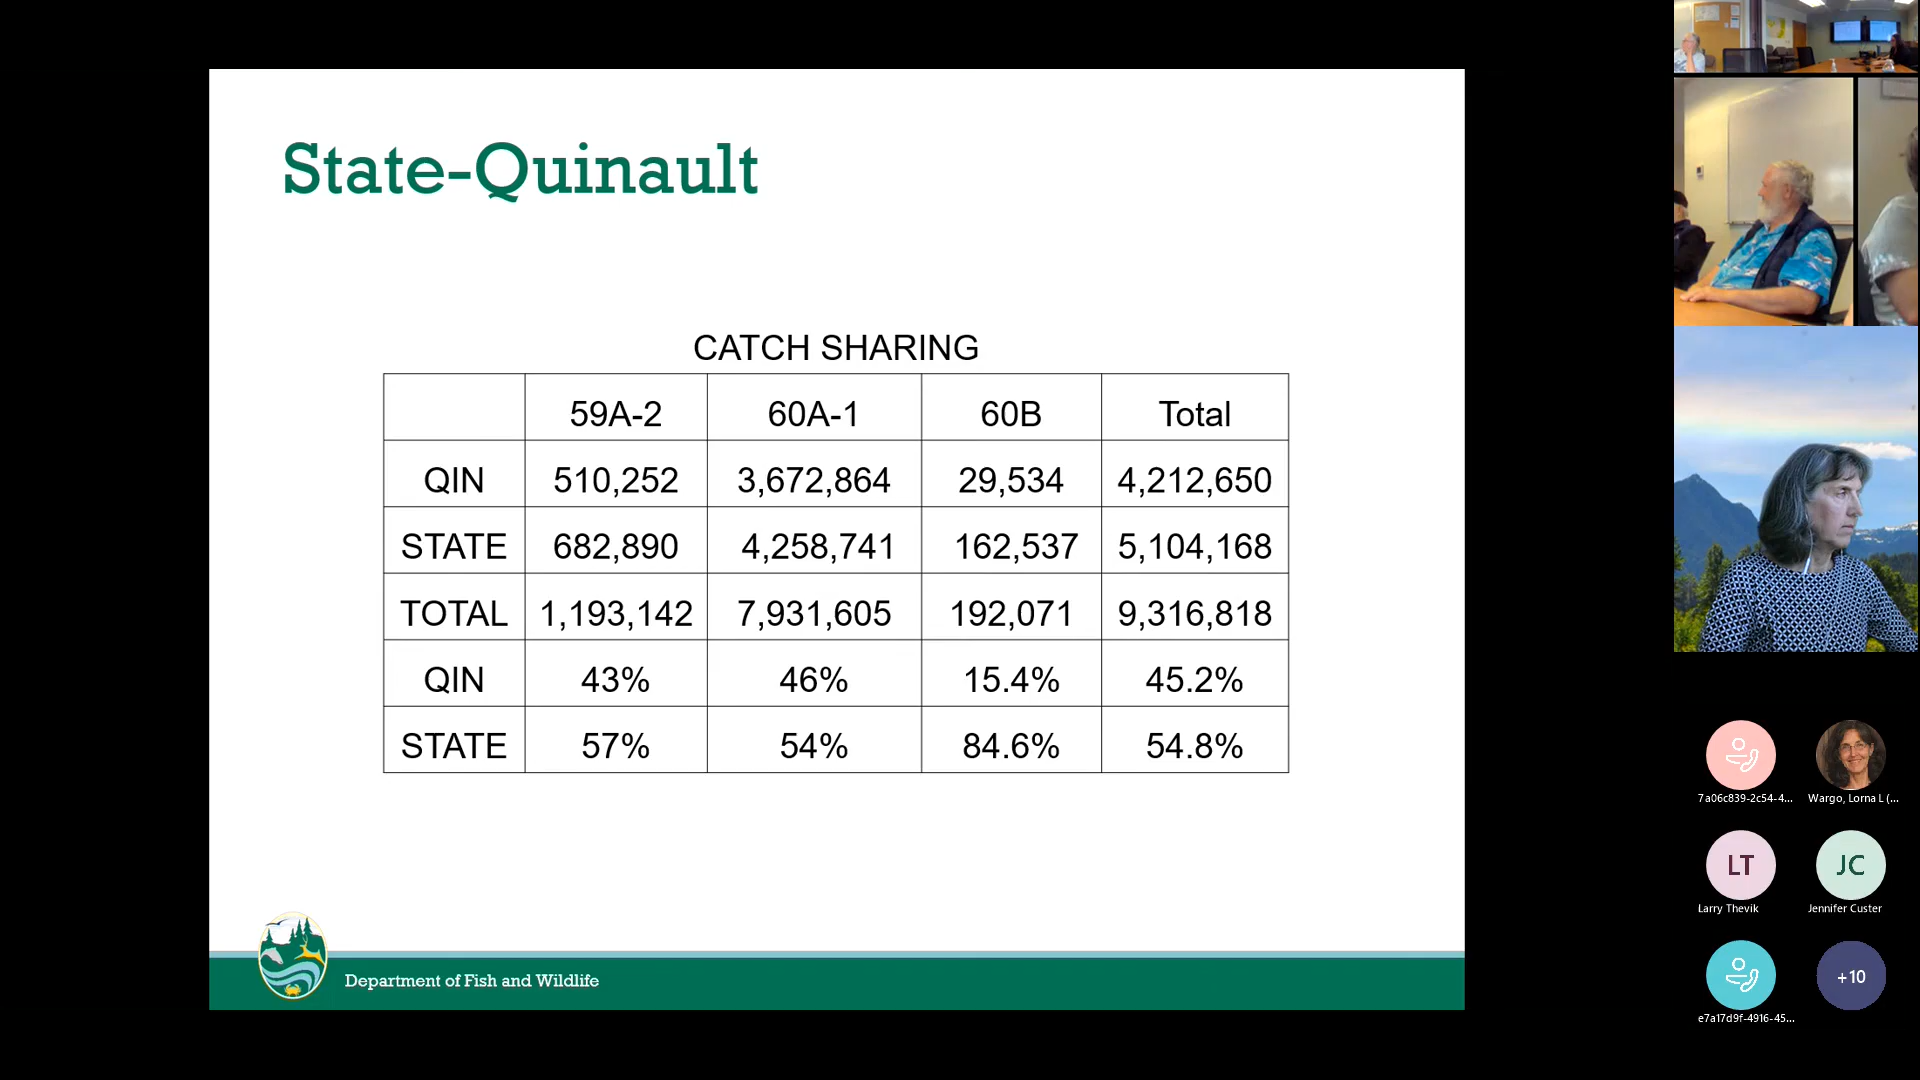 State-Quinault
CATCH SHARING
59A-2 60A-1 60B Total
QIN 510,252 3,672,864 29,534 4,212,650
STATE 682,890 4,258,741 162,537 5,104,168
TOTAL 1,193,142 7,931,605 192,071 9,316,818
QIN 43% 46% 15.4% 45.2%
STATE 57% 54% 84.6% 54.8%
Department of Fish and Wildlife
7a06c839-2c54-4... Wargo, Lorna L (...
LT JC
Larry Thevik Jennifer Custer
+10
e7a17d9f-4916-45...